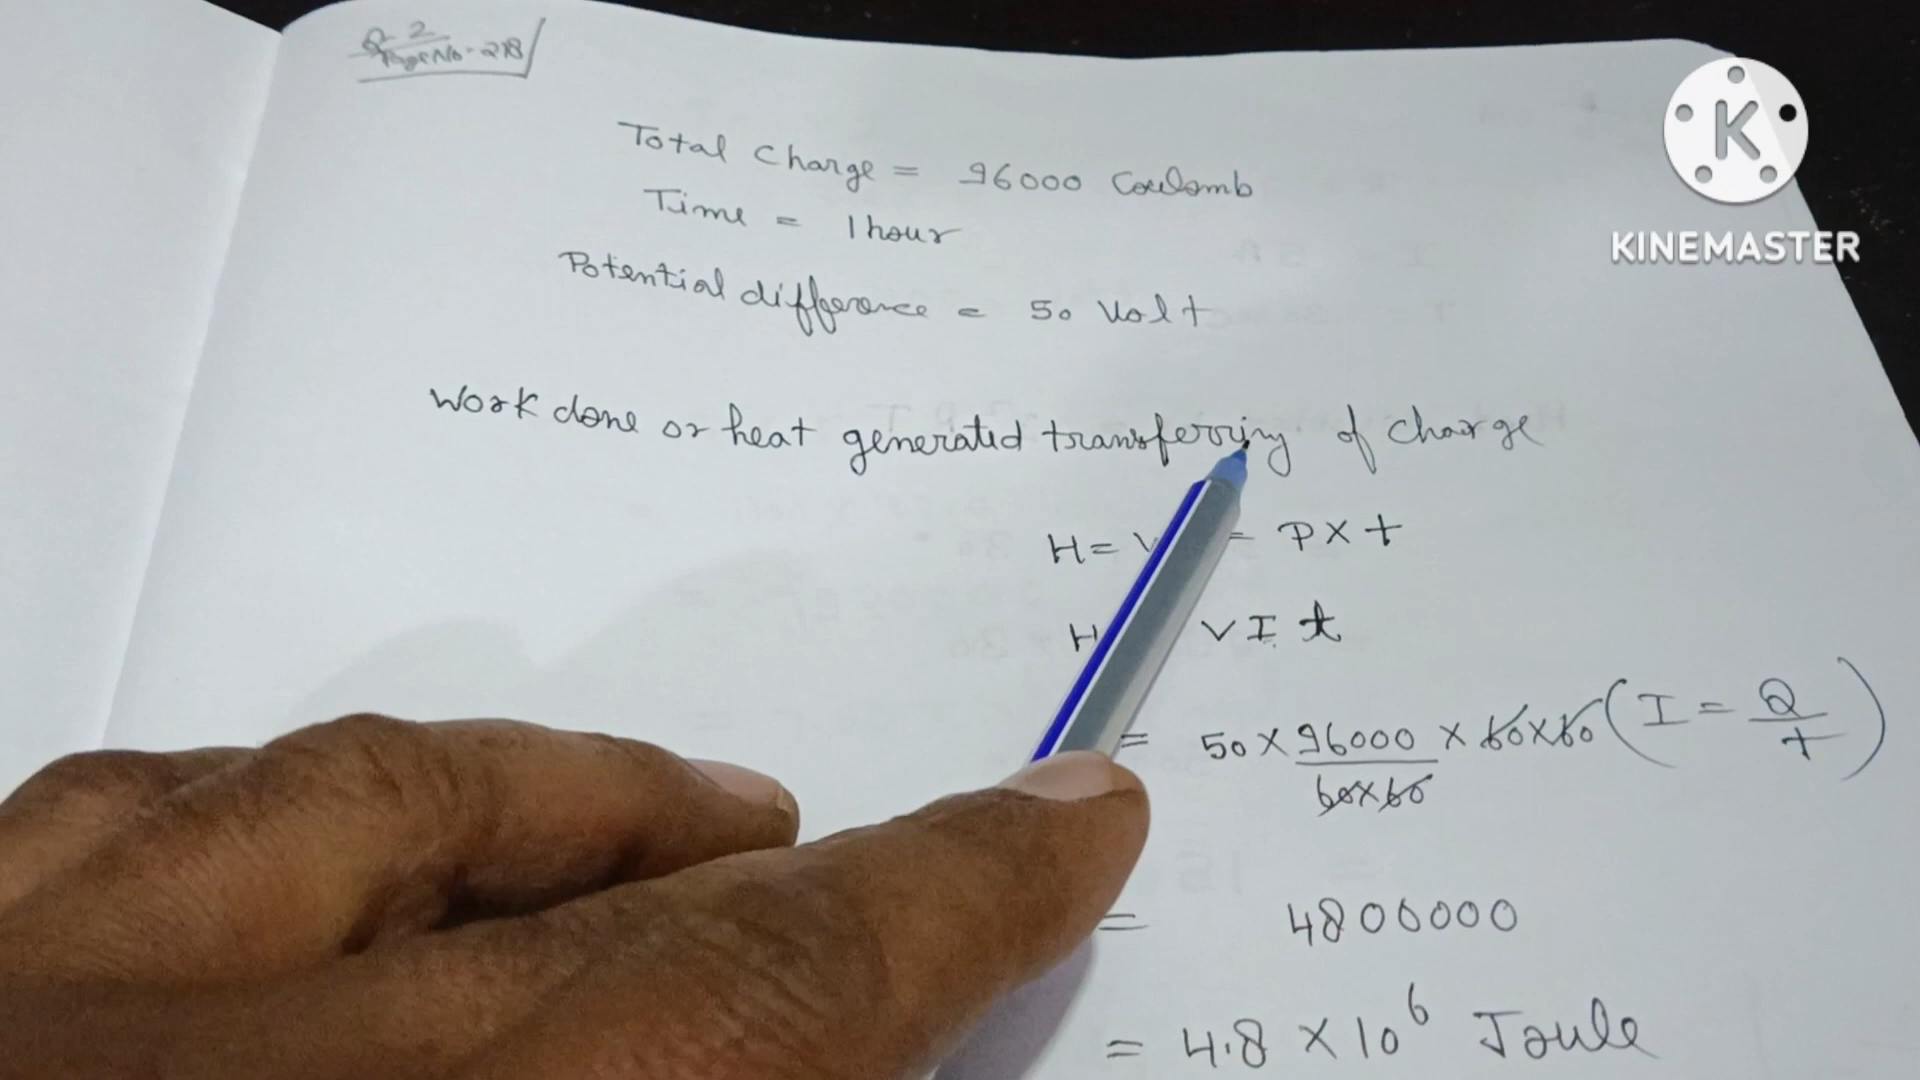 Q 2
Page No - 218
Total Charge = 96000 Coulomb
Time = 1 hour
Potential difference = 50 Volt
Work done or heat generated transferring of charge
H = = P X t
H V I t
= 50 X 96000 X 60 X 60 ( I = Q
60 X 60 t )
= 4800000
= 4.8 X 10⁶ Joule
K
KINEMASTER